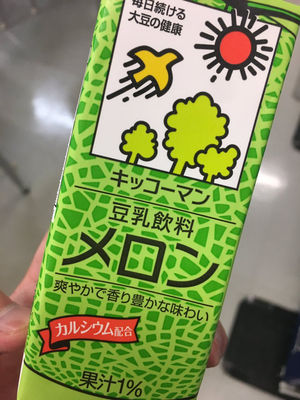 毎日続ける
大豆の健康
キッコーマン
豆乳飲料
メロン
爽やかで香り豊かな味わい
カルシウム配合
果汁1%